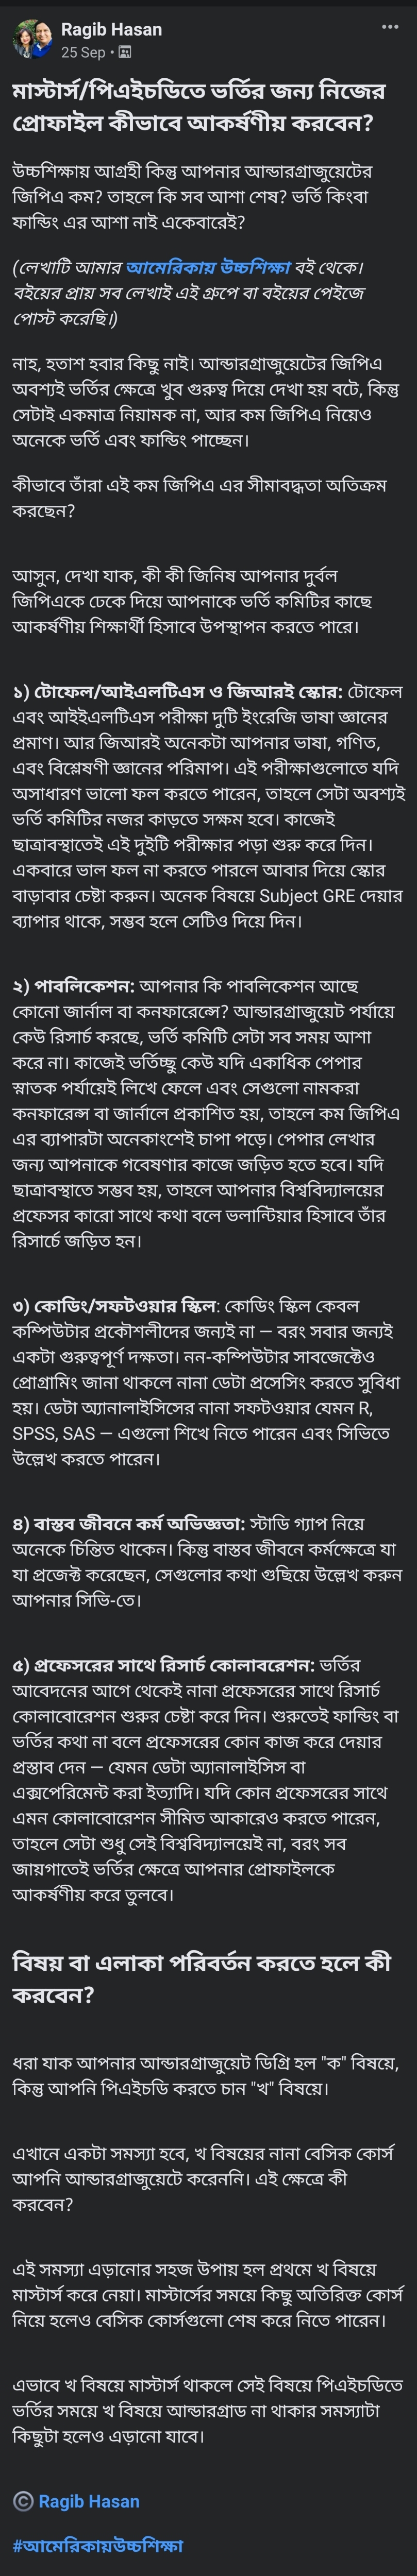 Ragib Hasan
25 Sep •
মাস্টার্স/পিএইচডিতে ভর্তির জন্য নিজের
প্রোফাইল কীভাবে আকর্ষণীয় করবেন?
উচ্চশিক্ষায় আগ্রহী কিন্তু আপনার আন্ডারগ্রাজুয়েটের
জিপিএ কম? তাহলে কি সব আশা শেষ? ভর্তি কিংবা
ফান্ডিং এর আশা নাই একেবারেই?
(লেখাটি আমার আমেরিকায় উচ্চশিক্ষা বই থেকে।
বইয়ের প্রায় সব লেখাই এই গ্রুপে বা বইয়ের পেইজে
পোস্ট করেছি।)
নাহ, হতাশ হবার কিছু নাই। আন্ডারগ্রাজুয়েটের জিপিএ
অবশ্যই ভর্তির ক্ষেত্রে খুব গুরুত্ব দিয়ে দেখা হয় বটে, কিন্তু
সেটাই একমাত্র নিয়ামক না, আর কম জিপিএ নিয়েও
অনেকে ভর্তি এবং ফান্ডিং পাচ্ছেন।
কীভাবে তাঁরা এই কম জিপিএ এর সীমাবদ্ধতা অতিক্রম
করছেন?
আসুন, দেখা যাক, কী কী জিনিষ আপনার দুর্বল
জিপিএকে ঢেকে দিয়ে আপনাকে ভর্তি কমিটির কাছে
আকর্ষণীয় শিক্ষার্থী হিসাবে উপস্থাপন করতে পারে।
১) টোফেল/আইএলটিএস ও জিআরই স্কোর: টোফেল
এবং আইইএলটিএস পরীক্ষা দুটি ইংরেজি ভাষা জ্ঞানের
প্রমাণ। আর জিআরই অনেকটা আপনার ভাষা, গণিত,
এবং বিশ্লেষণী জ্ঞানের পরিমাপ। এই পরীক্ষাগুলোতে যদি
অসাধারণ ভালো ফল করতে পারেন, তাহলে সেটা অবশ্যই
ভর্তি কমিটির নজর কাড়তে সক্ষম হবে। কাজেই
ছাত্রাবস্থাতেই এই দুইটি পরীক্ষার পড়া শুরু করে দিন।
একবারে ভাল ফল না করতে পারলে আবার দিয়ে স্কোর
বাড়াবার চেষ্টা করুন। অনেক বিষয়ে Subject GRE দেয়ার
ব্যাপার থাকে, সম্ভব হলে সেটিও দিয়ে দিন।
২) পাবলিকেশন: আপনার কি পাবলিকেশন আছে
কোনো জার্নাল বা কনফারেন্সে? আন্ডারগ্রাজুয়েট পর্যায়ে
কেউ রিসার্চ করছে, ভর্তি কমিটি সেটা সব সময় আশা
করে না। কাজেই ভর্তিচ্ছু কেউ যদি একাধিক পেপার
স্নাতক পর্যায়েই লিখে ফেলে এবং সেগুলো নামকরা
কনফারেন্স বা জার্নালে প্রকাশিত হয়, তাহলে কম জিপিএ
এর ব্যাপারটা অনেকাংশেই চাপা পড়ে। পেপার লেখার
জন্য আপনাকে গবেষণার কাজে জড়িত হতে হবে। যদি
ছাত্রাবস্থাতে সম্ভব হয়, তাহলে আপনার বিশ্ববিদ্যালয়ের
প্রফেসর কারো সাথে কথা বলে ভলান্টিয়ার হিসাবে তাঁর
রিসার্চে জড়িত হন।
৩) কোডিং/সফটওয়ার স্কিল: কোডিং স্কিল কেবল
কম্পিউটার প্রকৌশলীদের জন্যই না — বরং সবার জন্যই
একটা গুরুত্বপূর্ণ দক্ষতা। নন-কম্পিউটার সাবজেক্টেও
প্রোগ্রামিং জানা থাকলে নানা ডেটা প্রসেসিং করতে সুবিধা
হয়। ডেটা অ্যানালাইসিসের নানা সফটওয়ার যেমন R,
SPSS, SAS — এগুলো শিখে নিতে পারেন এবং সিভিতে
উল্লেখ করতে পারেন।
৪) বাস্তব জীবনে কর্ম অভিজ্ঞতা: স্টাডি গ্যাপ নিয়ে
অনেকে চিন্তিত থাকেন। কিন্তু বাস্তব জীবনে কর্মক্ষেত্রে যা
যা প্রজেক্ট করেছেন, সেগুলোর কথা গুছিয়ে উল্লেখ করুন
আপনার সিভি-তে।
৫) প্রফেসরের সাথে রিসার্চ কোলাবরেশন: ভর্তির
আবেদনের আগে থেকেই নানা প্রফেসরের সাথে রিসার্চ
কোলাবোরেশন শুরুর চেষ্টা করে দিন। শুরুতেই ফান্ডিং বা
ভর্তির কথা না বলে প্রফেসরের কোন কাজ করে দেয়ার
প্রস্তাব দেন — যেমন ডেটা অ্যানালাইসিস বা
এক্সপেরিমেন্ট করা ইত্যাদি। যদি কোন প্রফেসরের সাথে
এমন কোলাবোরেশন সীমিত আকারেও করতে পারেন,
তাহলে সেটা শুধু সেই বিশ্ববিদ্যালয়েই না, বরং সব
জায়গাতেই ভর্তির ক্ষেত্রে আপনার প্রোফাইলকে
আকর্ষণীয় করে তুলবে।
বিষয় বা এলাকা পরিবর্তন করতে হলে কী
করবেন?
ধরা যাক আপনার আন্ডারগ্রাজুয়েট ডিগ্রি হল "ক" বিষয়ে,
কিন্তু আপনি পিএইচডি করতে চান "খ" বিষয়ে।
এখানে একটা সমস্যা হবে, খ বিষয়ের নানা বেসিক কোর্স
আপনি আন্ডারগ্রাজুয়েটে করেননি। এই ক্ষেত্রে কী
করবেন?
এই সমস্যা এড়ানোর সহজ উপায় হল প্রথমে খ বিষয়ে
মাস্টার্স করে নেয়া। মাস্টার্সের সময়ে কিছু অতিরিক্ত কোর্স
নিয়ে হলেও বেসিক কোর্সগুলো শেষ করে নিতে পারেন।
এভাবে খ বিষয়ে মাস্টার্স থাকলে সেই বিষয়ে পিএইচডিতে
ভর্তির সময়ে খ বিষয়ে আন্ডারগ্রাড না থাকার সমস্যাটা
কিছুটা হলেও এড়ানো যাবে।
© Ragib Hasan
#আমেরিকায়উচ্চশিক্ষা